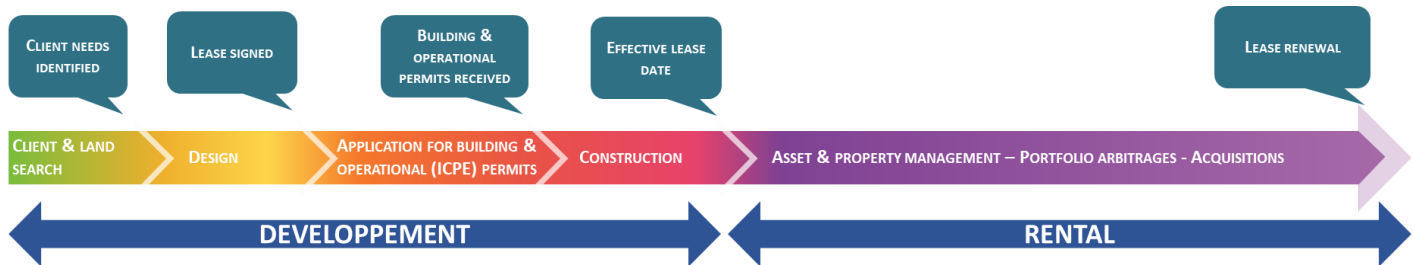 CLIENT NEEDS
IDENTIFIED
LEASE SIGNED
BUILDING &
OPERATIONAL
PERMITS RECEIVED
EFFECTIVE LEASE
DATE
LEASE RENEWAL
CLIENT & LAND
SEARCH
DESIGN
APPLICATION FOR BUILDING &
OPERATIONAL (ICPE) PERMITS
CONSTRUCTION
ASSET & PROPERTY MANAGEMENT – PORTFOLIO ARBITRAGES - ACQUISITIONS
DEVELOPPEMENT
RENTAL